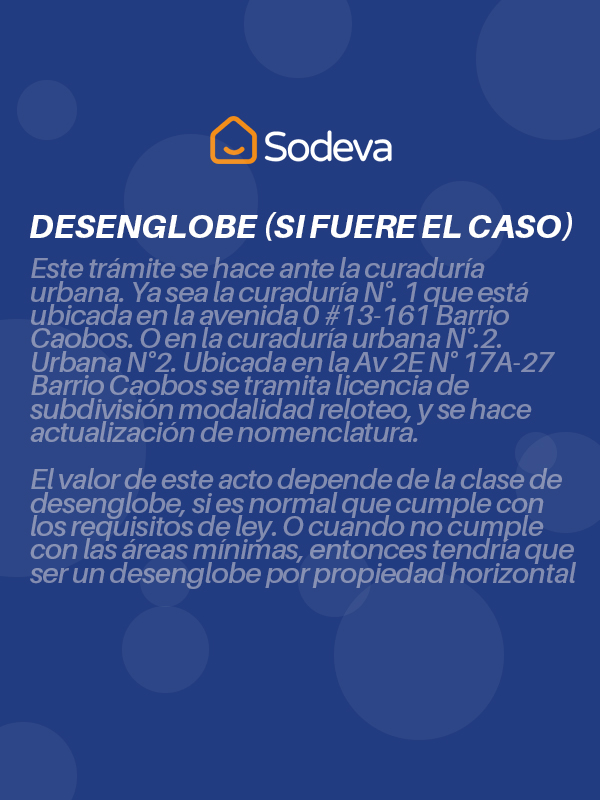 Sodeva
DESENGLOBE (SI FUERE EL CASO)
Este trámite se hace ante la curaduría
urbana. Ya sea la curaduría N°. 1 que está
ubicada en la avenida 0 #13-161 Barrio
Caobos. O en la curaduría urbana N°.2.
Urbana N°2. Ubicada en la Av 2E N° 17A-27
Barrio Caobos se tramita licencia de
subdivisión modalidad reloteo, y se hace
actualización de nomenclatura.
El valor de este acto depende de la clase de
desenglobe, si es normal que cumple con
los requisitos de ley. O cuando no cumple
con las áreas mínimas, entonces tendría que
ser un desenglobe por propiedad horizontal